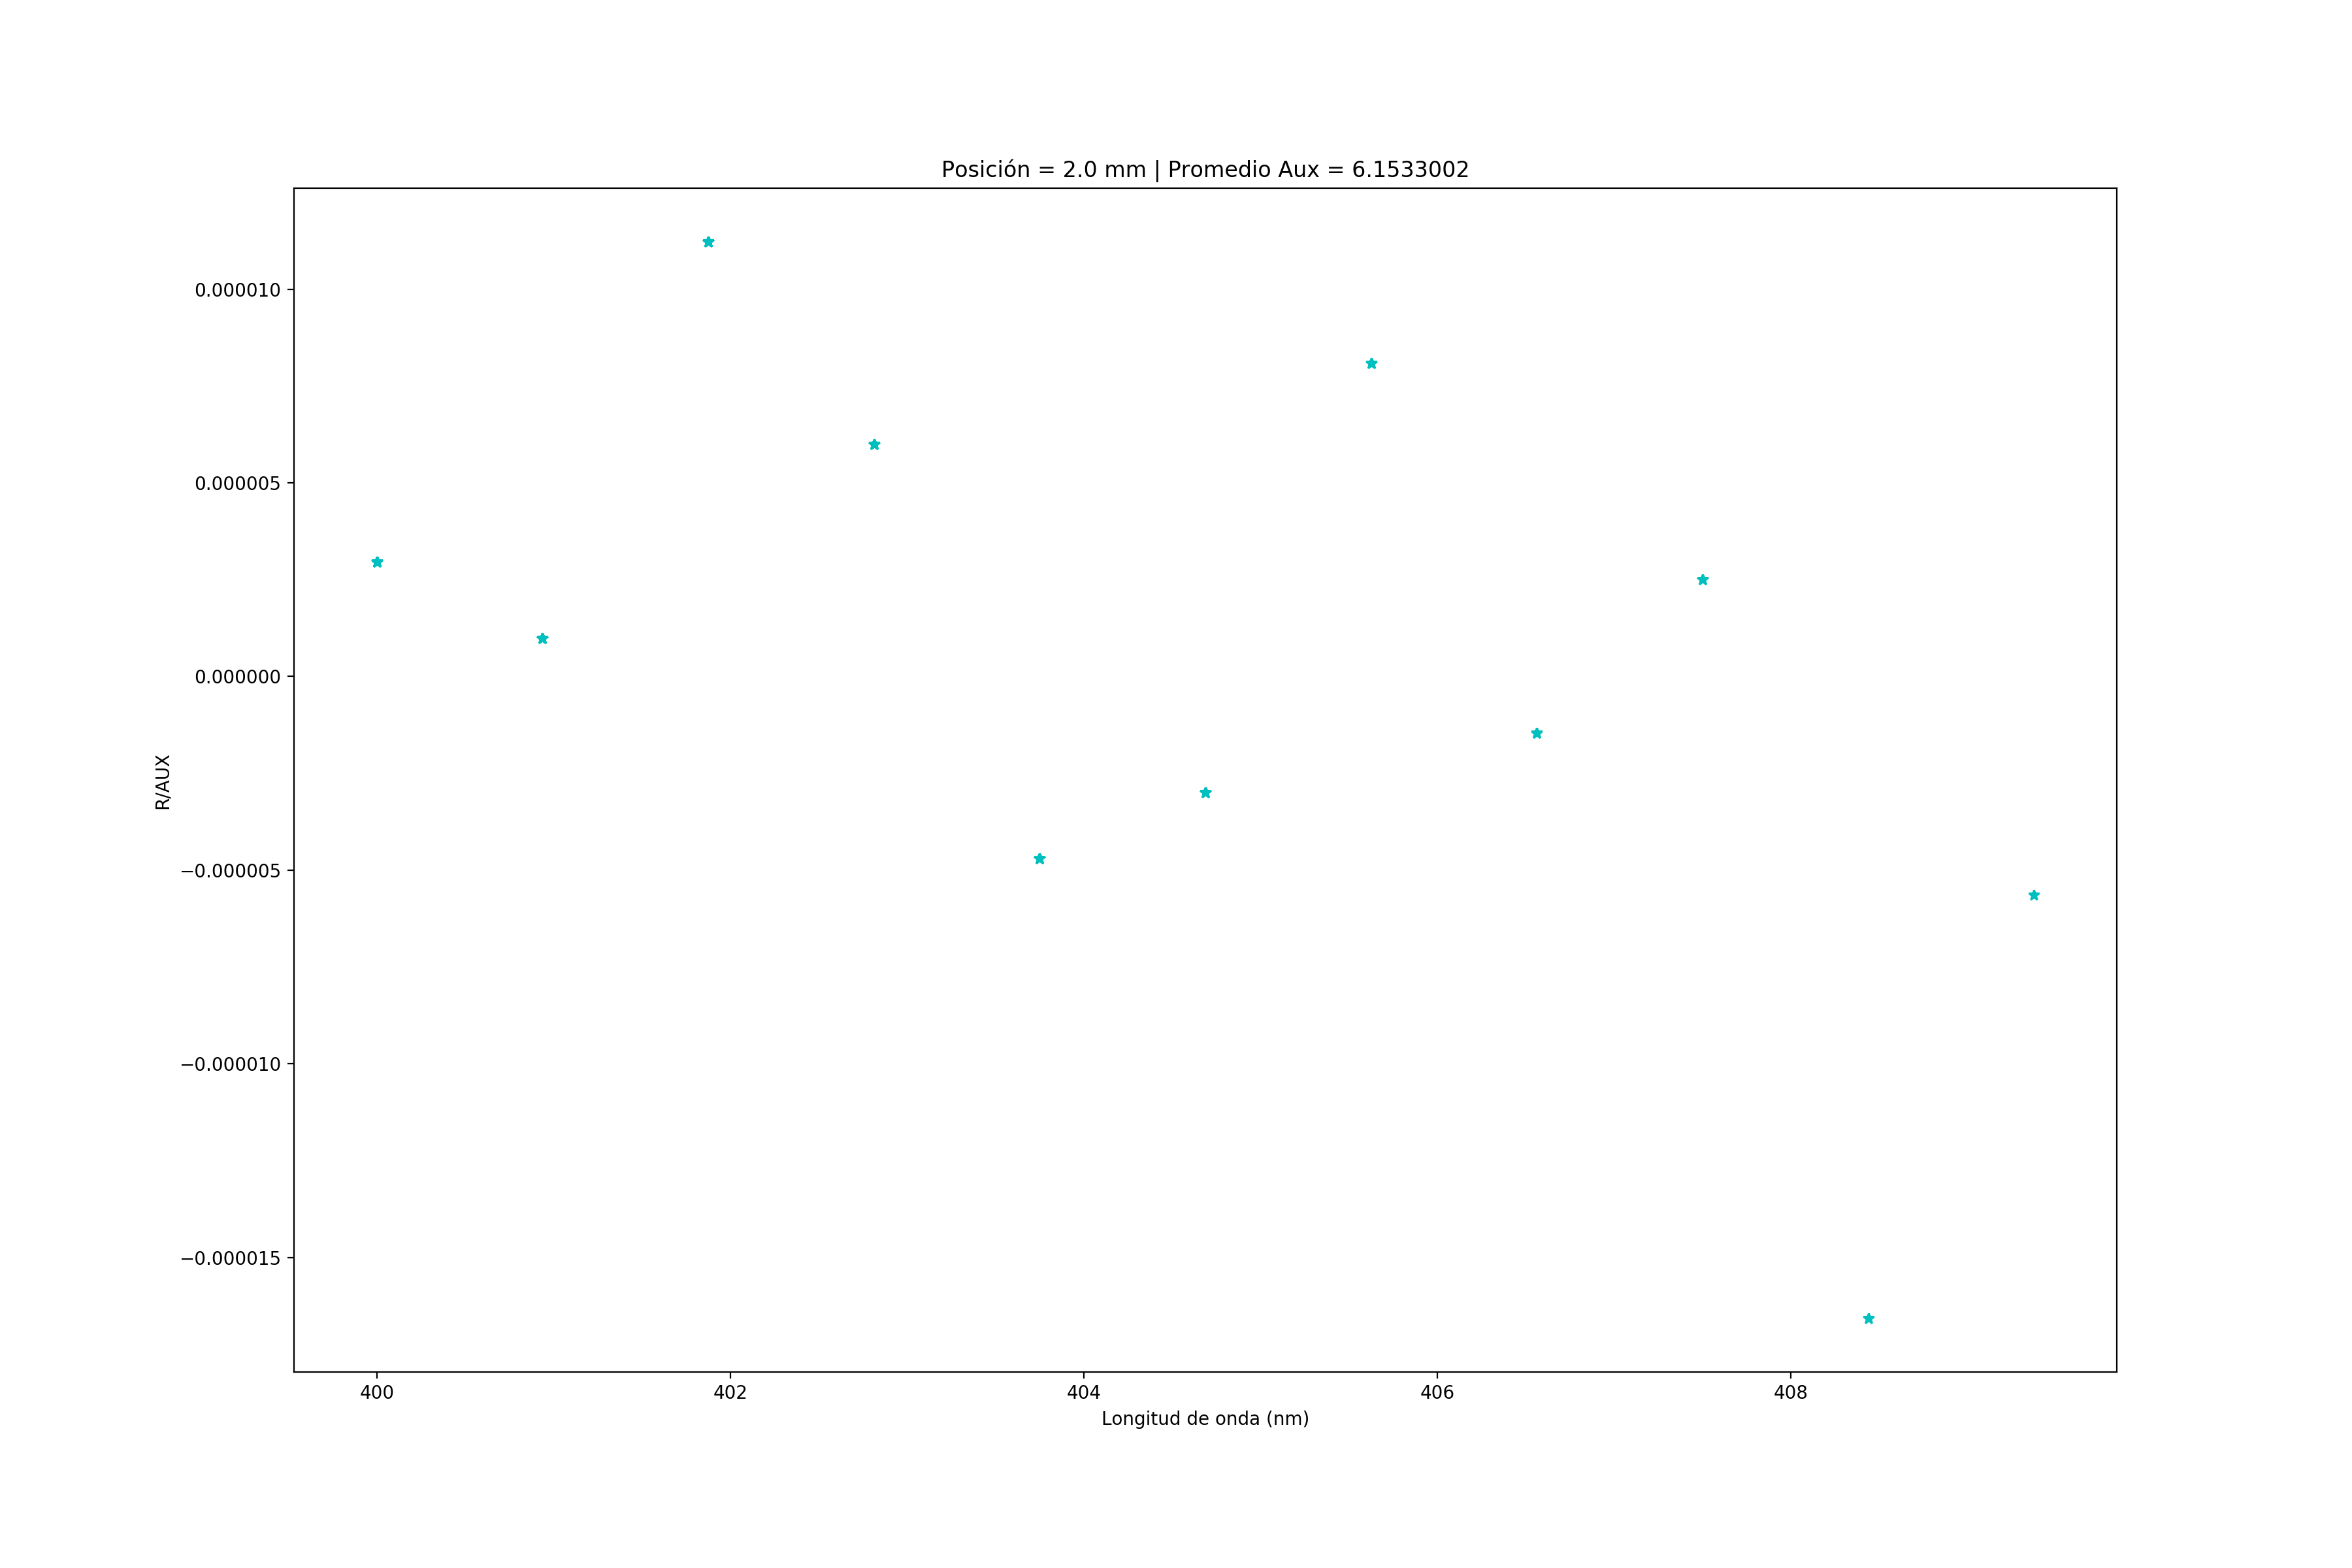 Posición = 2.0 mm | Promedio Aux = 6.1533002
0.000010
0.000005
0.000000
−0.000005
−0.000010
−0.000015
R/AUX
400 402 404 406 408
Longitud de onda (nm)